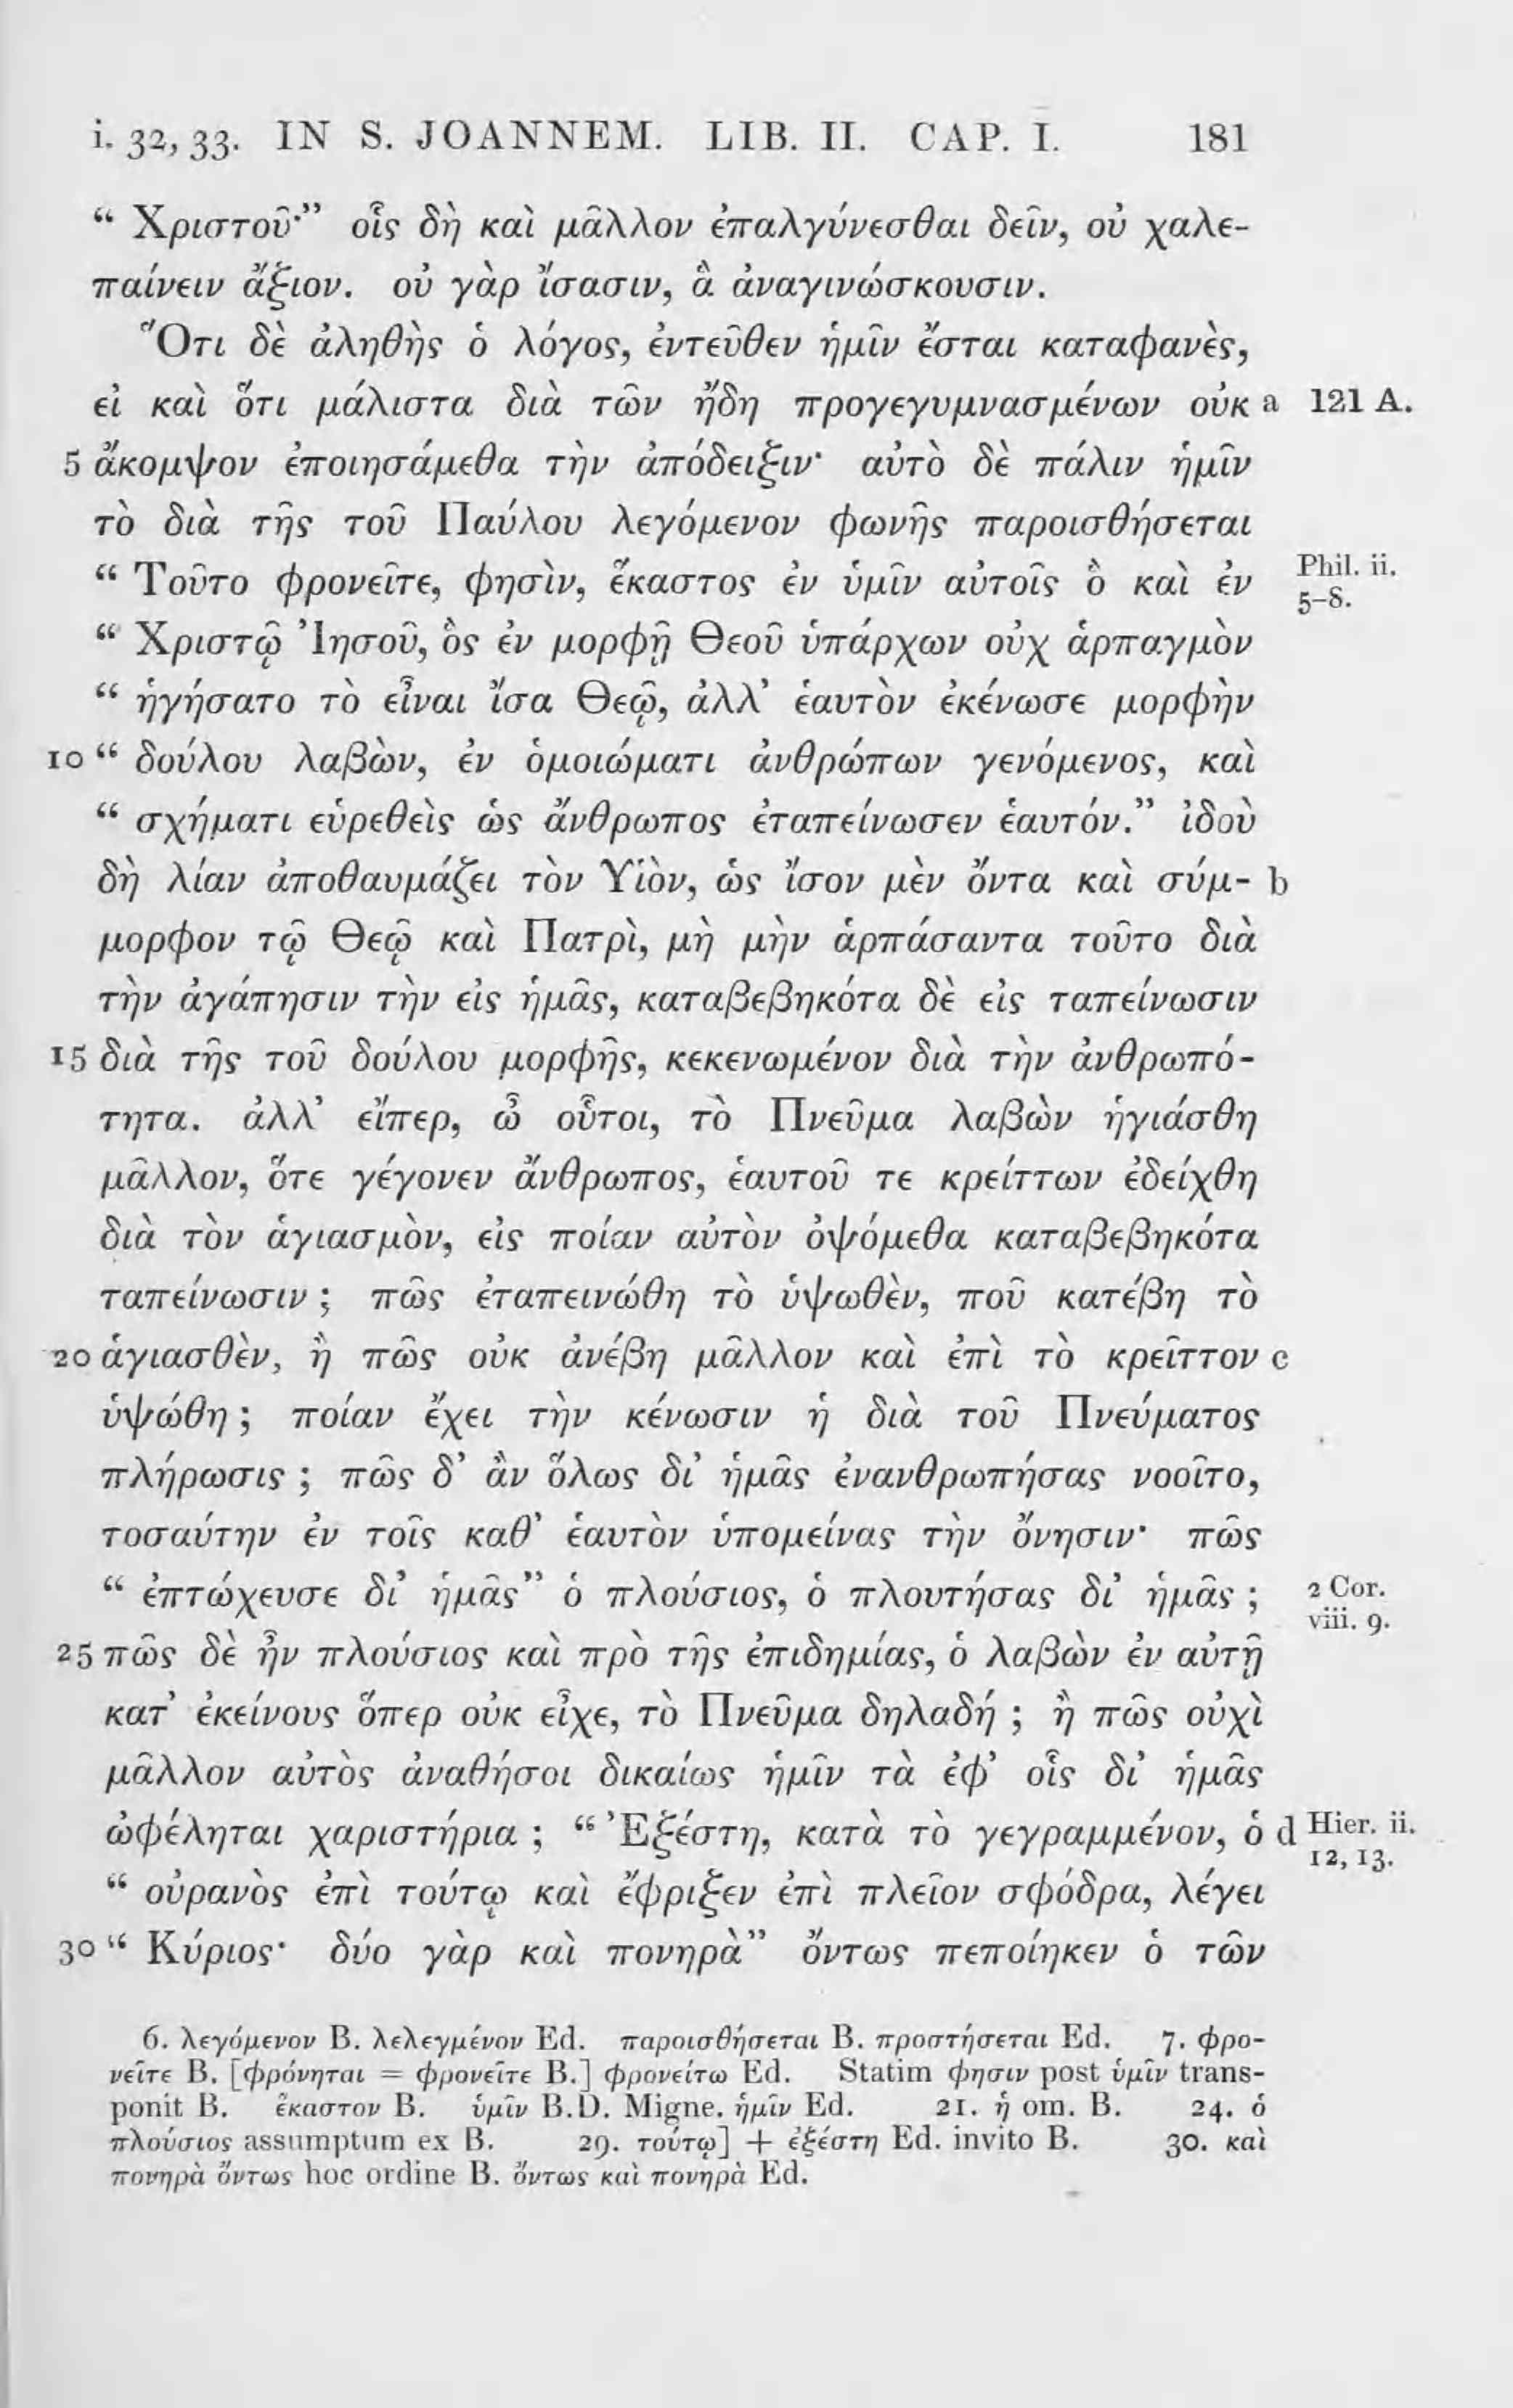 i. 32, 33. IN S. JOANNEM. LIB. II. CAP. I. 181
“ Χριστοῦ·” οἷς δὴ καὶ μᾶλλον ἐπαλγύνεσθαι δεῖν, οὐ χαλε-
παίνειν ἄξιον. οὐ γὰρ ἴσασιν, ἃ ἀναγινώσκουσιν.
Ὅτι δὲ ἀληθὴς ὁ λόγος, ἐντεῦθεν ἡμῖν ἔσται καταφανὲς,
εἰ καὶ ὅτι μάλιστα διὰ τῶν ἤδη προγεγυμνασμένων οὐκ a 121 A.
5 ἄκομψον ἐποιησάμεθα τὴν ἀπόδειξιν· αὐτὸ δὲ πάλιν ἡμῖν
τὸ διὰ τῆς τοῦ Παύλου λεγόμενον φωνῆς παροισθήσεται
“ Τοῦτο φρονεῖτε, φησὶν, ἕκαστος ἐν ὑμῖν αὐτοῖς ὃ καὶ ἐν Phil. ii. 5-8.
“ Χριστῷ Ἰησοῦ, ὃς ἐν μορφῇ Θεοῦ ὑπάρχων οὐχ ἁρπαγμὸν
“ ἡγήσατο τὸ εἶναι ἴσα Θεῷ, ἀλλ’ ἑαυτὸν ἐκένωσε μορφὴν
10 “ δούλου λαβὼν, ἐν ὁμοιώματι ἀνθρώπων γενόμενος, καὶ
“ σχήματι εὑρεθεὶς ὡς ἄνθρωπος ἐταπείνωσεν ἑαυτόν.” ἰδοὺ
δὴ λίαν ἀποθαυμάζει τὸν Υἱὸν, ὡς ἴσον μὲν ὄντα καὶ σύμ- b
μορφον τῷ Θεῷ καὶ Πατρὶ, μὴ μὴν ἁρπάσαντα τοῦτο διὰ
τὴν ἀγάπησιν τὴν εἰς ἡμᾶς, καταβεβηκότα δὲ εἰς ταπείνωσιν
15 διὰ τῆς τοῦ δούλου μορφῆς, κεκενωμένον διὰ τὴν ἀνθρωπό-
τητα. ἀλλ’ εἴπερ, ὦ οὗτοι, τὸ Πνεῦμα λαβὼν ἡγιάσθη
μᾶλλον, ὅτε γέγονεν ἄνθρωπος, ἑαυτοῦ τε κρείττων ἐδείχθη
διὰ τὸν ἁγιασμὸν, εἰς ποίαν αὐτὸν ὀψόμεθα καταβεβηκότα
ταπείνωσιν ; πῶς ἐταπεινώθη τὸ ὑψωθὲν, ποῦ κατέβη τὸ
20 ἁγιασθὲν, ἢ πῶς οὐκ ἀνέβη μᾶλλον καὶ ἐπὶ τὸ κρεῖττον c
ὑψώθη ; ποίαν ἔχει τὴν κένωσιν ἡ διὰ τοῦ Πνεύματος
πλήρωσις ; πῶς δ’ ἂν ὅλως δι’ ἡμᾶς ἐνανθρωπήσας νοοῖτο,
τοσαύτην ἐν τοῖς καθ’ ἑαυτὸν ὑπομείνας τὴν ὄνησιν· πῶς
“ ἐπτώχευσε δι’ ἡμᾶς” ὁ πλούσιος, ὁ πλουτήσας δι’ ἡμᾶς ; 2 Cor. viii. 9.
25 πῶς δὲ ἦν πλούσιος καὶ πρὸ τῆς ἐπιδημίας, ὁ λαβὼν ἐν αὐτῇ
κατ’ ἐκείνους ὅπερ οὐκ εἶχε, τὸ Πνεῦμα δηλαδή ; ἢ πῶς οὐχὶ
μᾶλλον αὐτὸς ἀναθήσοι δικαίως ἡμῖν τὰ ἐφ’ οἷς δι’ ἡμᾶς
ὠφέληται χαριστήρια ; “ Ἐξέστη, κατὰ τὸ γεγραμμένον, ὁ d Hier. ii. 12, 13.
“ οὐρανὸς ἐπὶ τούτῳ καὶ ἔφριξεν ἐπὶ πλεῖον σφόδρα, λέγει
30 “ Κύριος· δύο γὰρ καὶ πονηρὰ” ὄντως πεποίηκεν ὁ τῶν
6. λεγόμενον B. λελεγμένον Ed. παροισθήσεται B. προστήσεται Ed. 7. φρο-
νεῖτε B. [φρόνηται = φρονεῖτε B.] φρονείτω Ed. Statim φησιν post ὑμῖν trans-
ponit B. ἕκαστον B. ὑμῖν B.D. Migne. ἡμῖν Ed. 21. ἡ om. B. 24. ὁ
πλούσιος assumptum ex B. 29. τούτῳ] + ἐξέστη Ed. invito B. 30. καὶ
πονηρὰ ὄντως hoc ordine B. ὄντως καὶ πονηρὰ Ed.